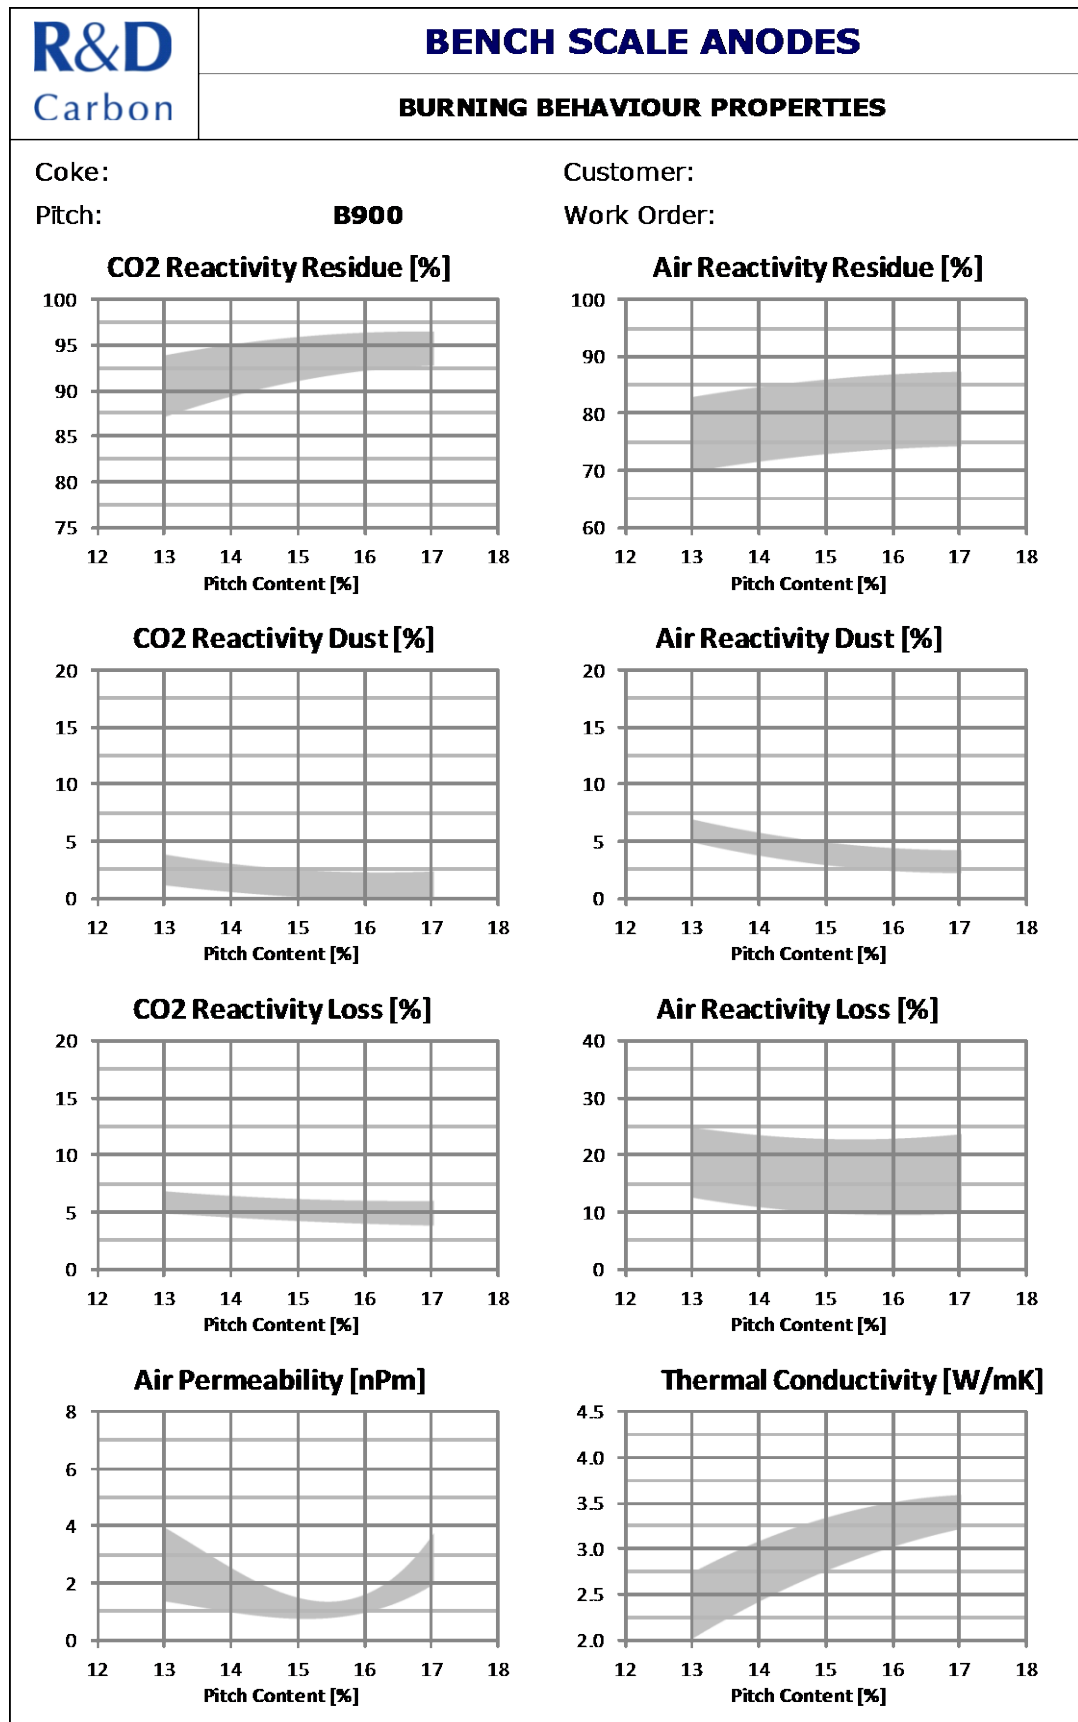 R&D
Carbon
BENCH SCALE ANODES
BURNING BEHAVIOUR PROPERTIES
Coke:
Customer:
Pitch: B900
Work Order:
CO2 Reactivity Residue [%]
100
95
90
85
80
75
12 13 14 15 16 17 18
Pitch Content [%]
Air Reactivity Residue [%]
100
90
80
70
60
12 13 14 15 16 17 18
Pitch Content [%]
CO2 Reactivity Dust [%]
20
15
10
5
0
12 13 14 15 16 17 18
Pitch Content [%]
Air Reactivity Dust [%]
20
15
10
5
0
12 13 14 15 16 17 18
Pitch Content [%]
CO2 Reactivity Loss [%]
20
15
10
5
0
12 13 14 15 16 17 18
Pitch Content [%]
Air Reactivity Loss [%]
40
30
20
10
0
12 13 14 15 16 17 18
Pitch Content [%]
Air Permeability [nPm]
8
6
4
2
0
12 13 14 15 16 17 18
Pitch Content [%]
Thermal Conductivity [W/mK]
4.5
4.0
3.5
3.0
2.5
2.0
12 13 14 15 16 17 18
Pitch Content [%]